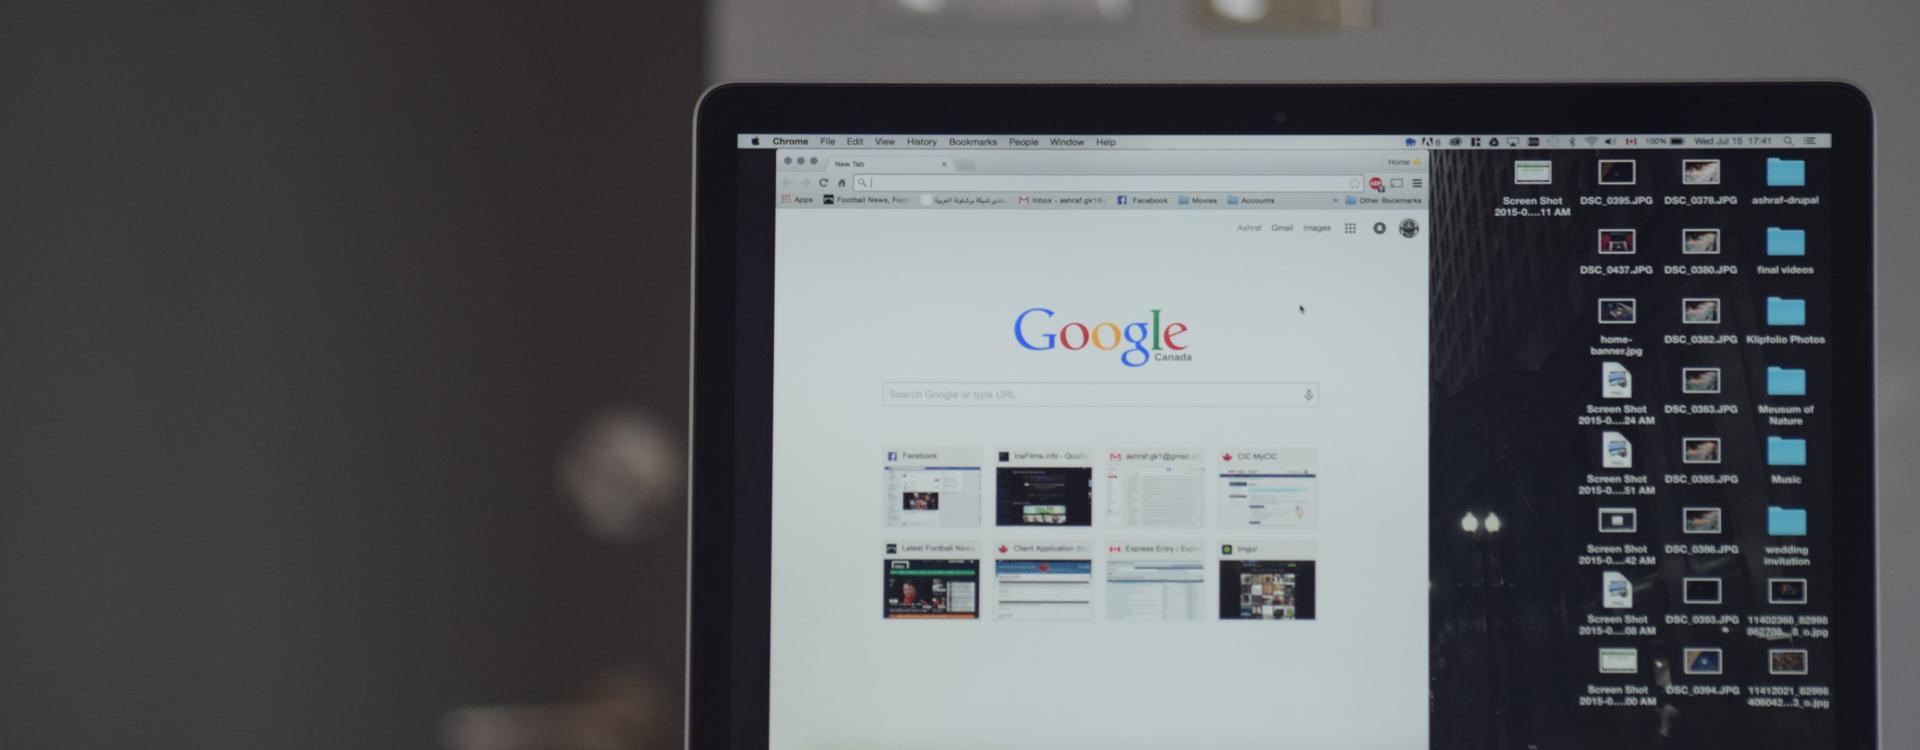 Chrome File Edit View History Bookmarks People Window Help
6 100% Wed Jul 15 17:41
New Tab
Home
Apps Football News, Foot منتدى شبكة برشلونة العربية Inbox - ashraf.gk1@ Facebook Movies Accounts » Other Bookmarks
Ashraf Gmail Images
Google
Canada
Search Google or type URL
Facebook IceFilms.info - Quali ashraf.gk1@gmail.co CIC MyCIC
Latest Football News, Client Application St Express Entry / Expre Imgur
Screen Shot
2015-0....11 AM
DSC_0395.JPG DSC_0378.JPG ashraf-drupal
DSC_0437.JPG DSC_0380.JPG final videos
home-
banner.jpg
DSC_0382.JPG Klipfolio Photos
Screen Shot
2015-0....24 AM
DSC_0383.JPG
Meusum of
Nature
Screen Shot
2015-0....51 AM
DSC_0385.JPG Music
Screen Shot
2015-0....42 AM
DSC_0386.JPG
wedding
invitation
Screen Shot
2015-0....08 AM
DSC_0393.JPG
11402368_82998
862708...8_o.jpg
Screen Shot
2015-0....00 AM
DSC_0394.JPG
11412021_82998
406042...3_o.jpg